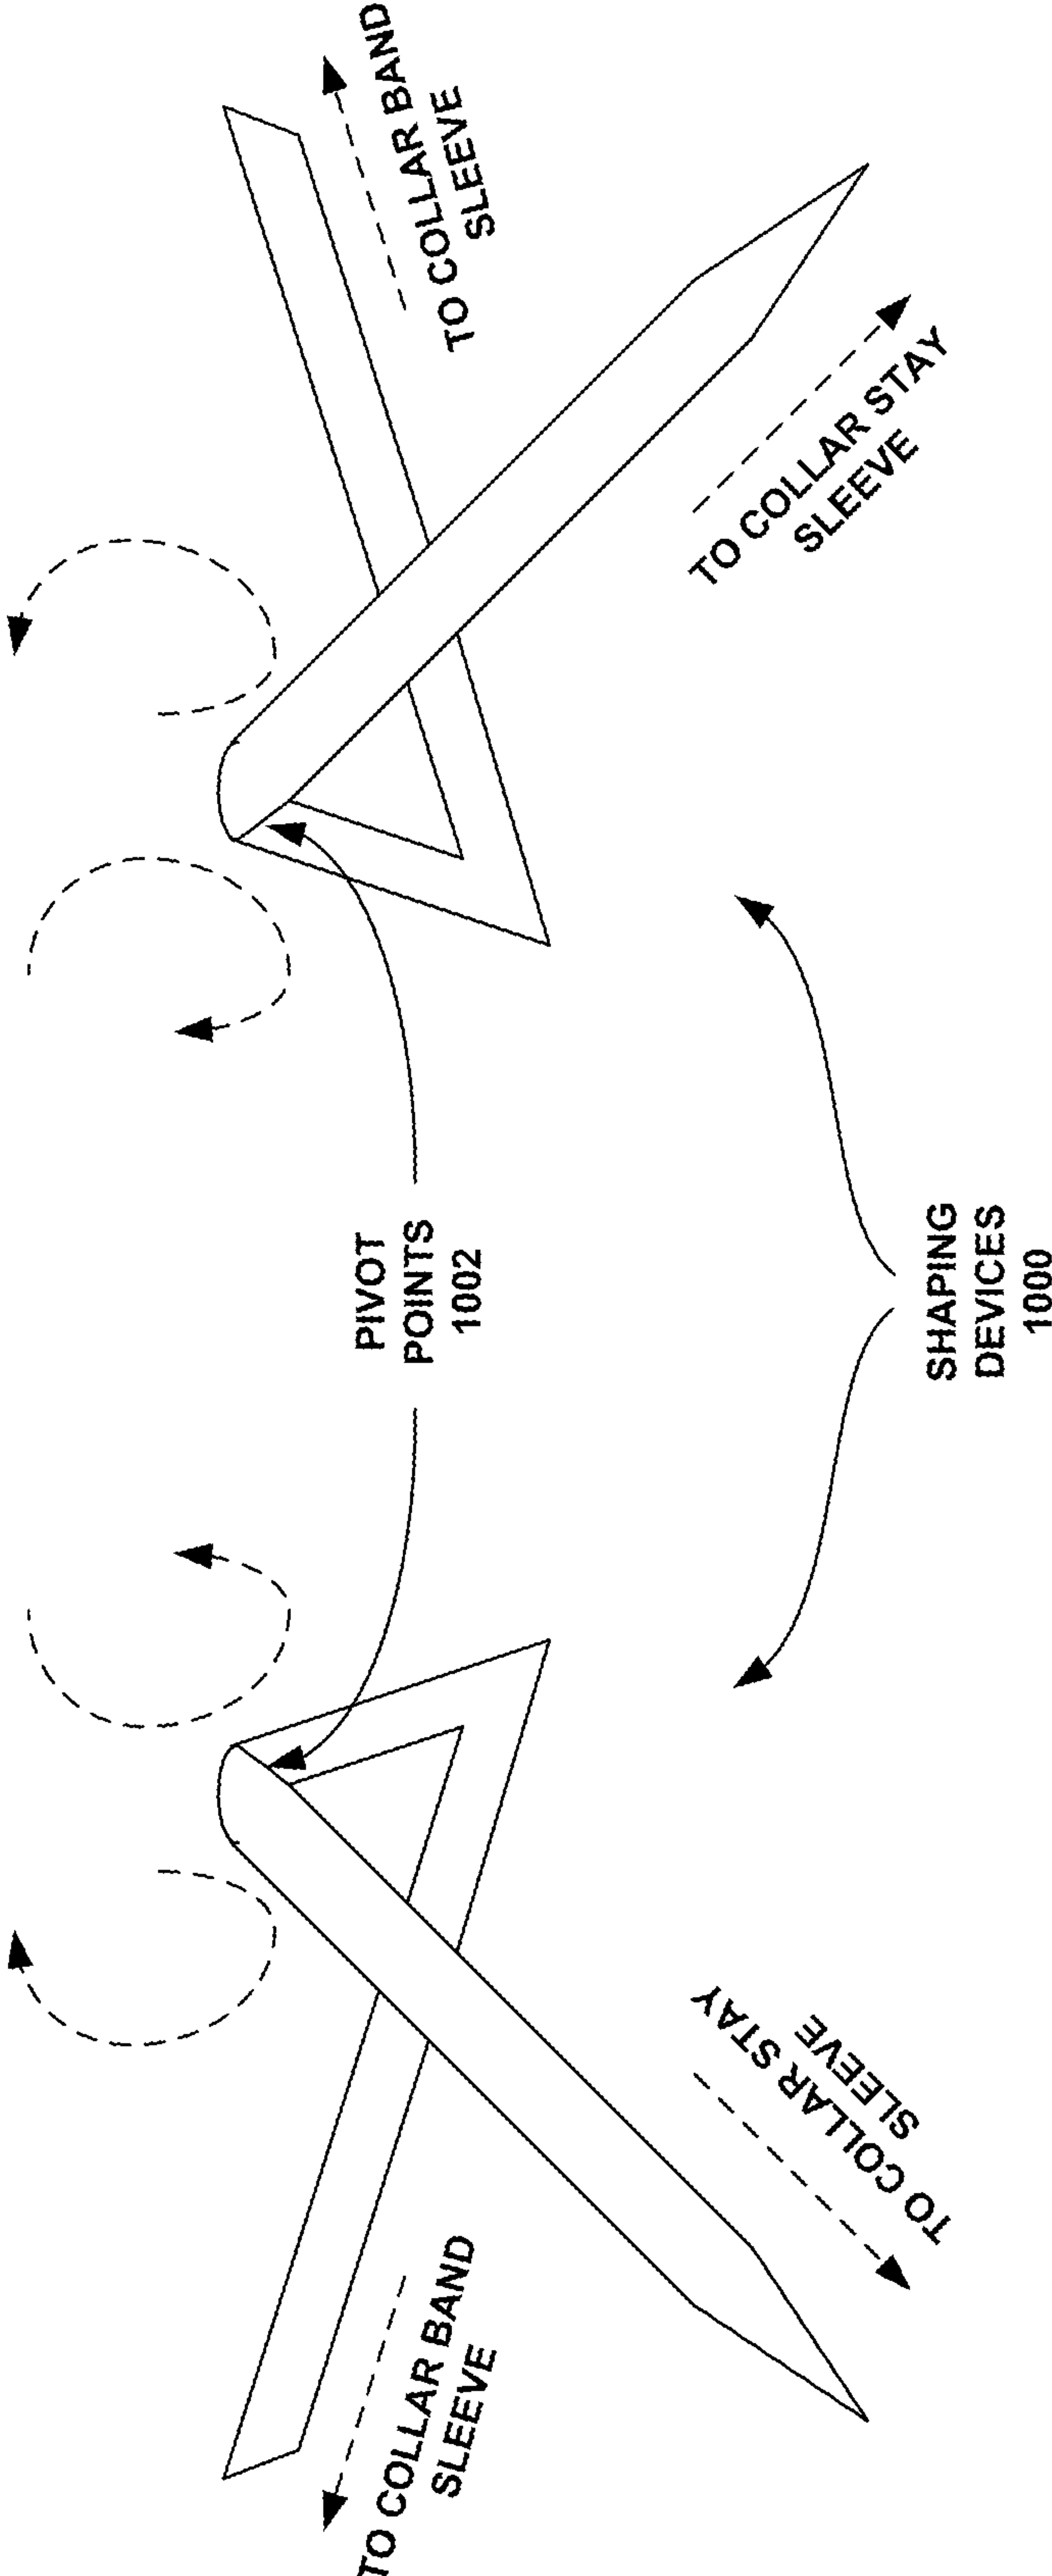 TO COLLAR BAND
SLEEVE
TO COLLAR BAND
SLEEVE
PIVOT
POINTS
1002
TO COLLAR STAY
SLEEVE
TO COLLAR STAY
SLEEVE
SHAPING
DEVICES
1000